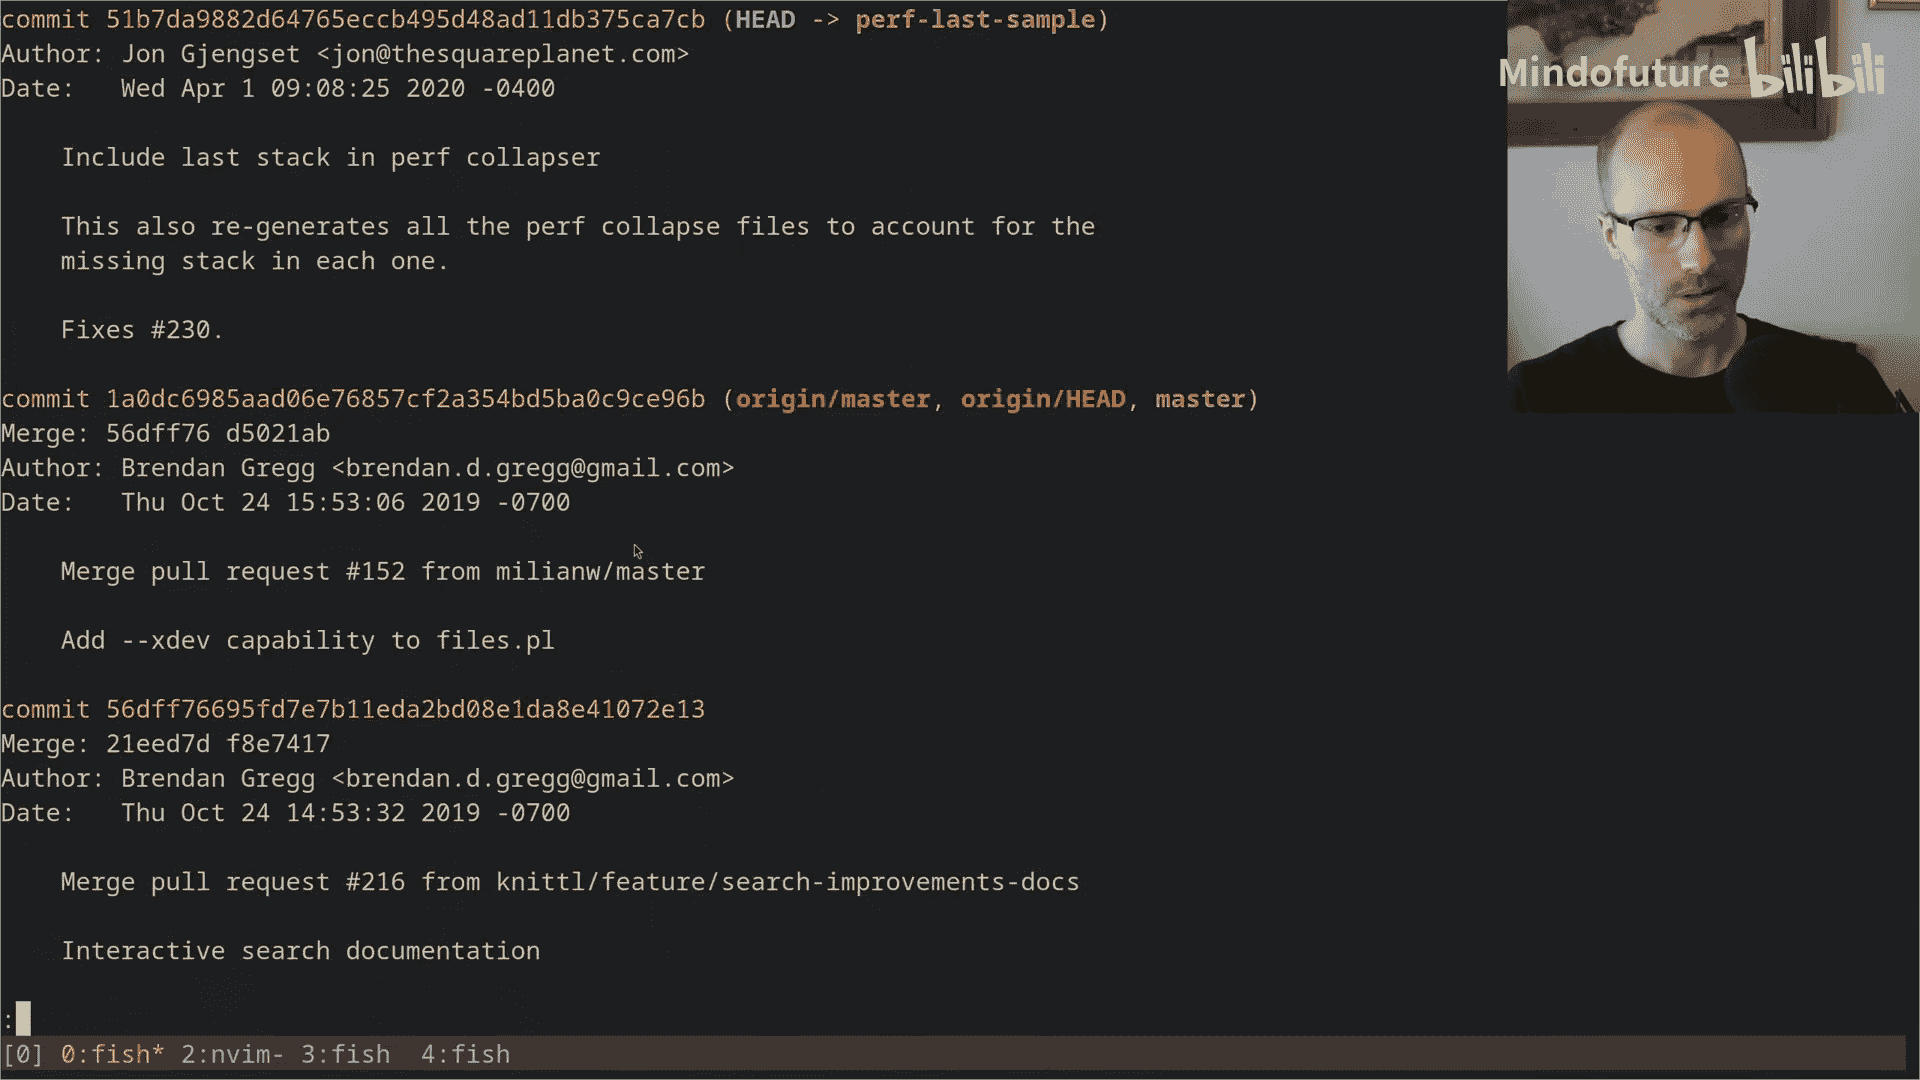 commit 51b7da9882d64765eccb495d48ad11db375ca7cb (HEAD -> perf-last-sample)
Author: Jon Gjengset <jon@thesquareplanet.com>
Date:   Wed Apr 1 09:08:25 2020 -0400
Mindofuture bilibili
Include last stack in perf collapser
This also re-generates all the perf collapse files to account for the
missing stack in each one.
Fixes #230.
commit 1a0dc6985aad06e76857cf2a354bd5ba0c9ce96b (origin/master, origin/HEAD, master)
Merge: 56dff76 d5021ab
Author: Brendan Gregg <brendan.d.gregg@gmail.com>
Date:   Thu Oct 24 15:53:06 2019 -0700
Merge pull request #152 from milianw/master
Add --xdev capability to files.pl
commit 56dff76695fd7e7b11eda2bd08e1da8e41072e13
Merge: 21eed7d f8e7417
Author: Brendan Gregg <brendan.d.gregg@gmail.com>
Date:   Thu Oct 24 14:53:32 2019 -0700
Merge pull request #216 from knittl/feature/search-improvements-docs
Interactive search documentation
:
[0] 0:fish* 2:nvim- 3:fish  4:fish